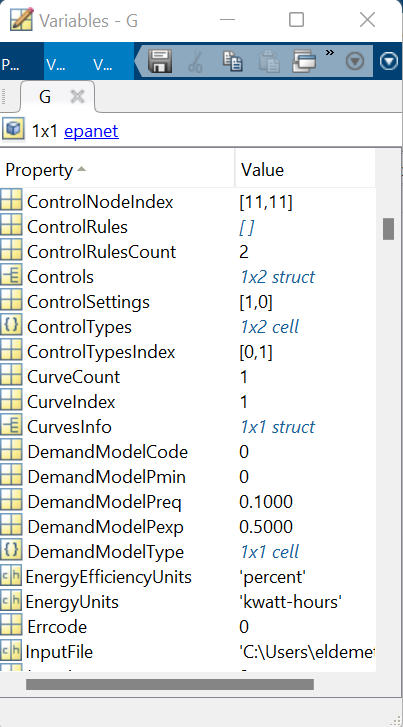 Variables - G
P... V... V... »
G
1x1 epanet
Property Value
ControlNodeIndex [11,11]
ControlRules []
ControlRulesCount 2
Controls 1x2 struct
ControlSettings [1,0]
ControlTypes 1x2 cell
ControlTypesIndex [0,1]
CurveCount 1
CurveIndex 1
CurvesInfo 1x1 struct
DemandModelCode 0
DemandModelPmin 0
DemandModelPreq 0.1000
DemandModelPexp 0.5000
DemandModelType 1x1 cell
EnergyEfficiencyUnits 'percent'
EnergyUnits 'kwatt-hours'
Errcode 0
InputFile 'C:\Users\eldemet